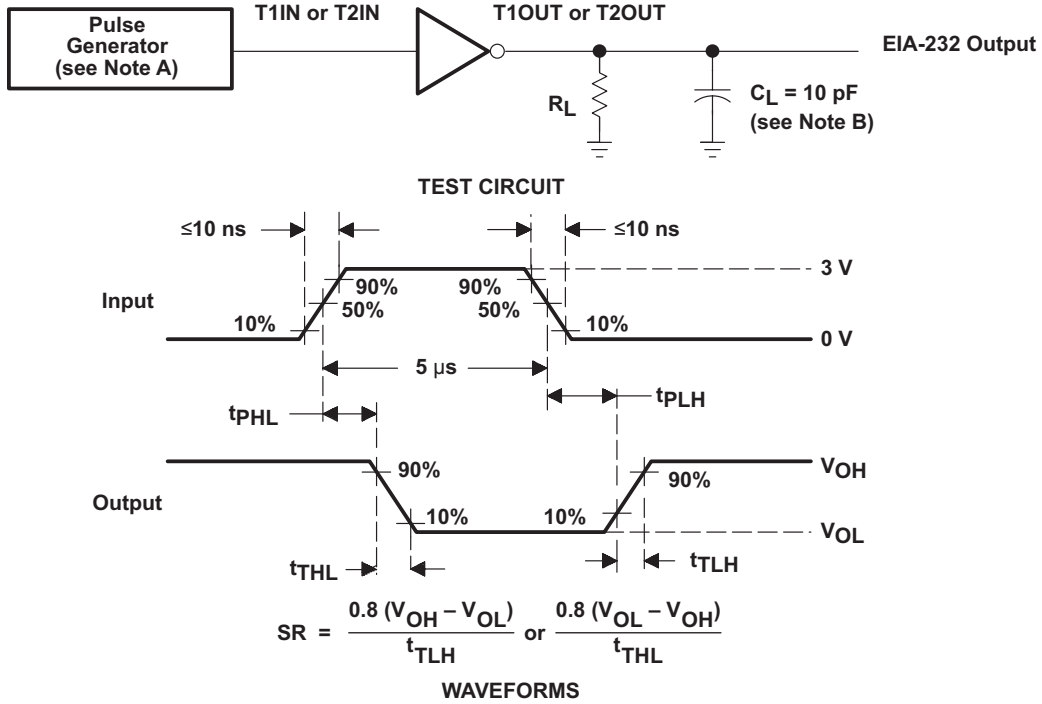 T1IN or T2IN
T1OUT or T2OUT
Pulse
Generator
(see Note A)
EIA-232 Output
RL
CL = 10 pF
(see Note B)
TEST CIRCUIT
≤10 ns
≤10 ns
3 V
90%
90%
Input
50%
50%
10%
10%
0 V
5 µs
tPHL
tPLH
VOH
90%
90%
Output
10%
10%
VOL
tTHL
tTLH
SR = 0.8 (VOH – VOL) / tTLH or 0.8 (VOL – VOH) / tTHL
WAVEFORMS